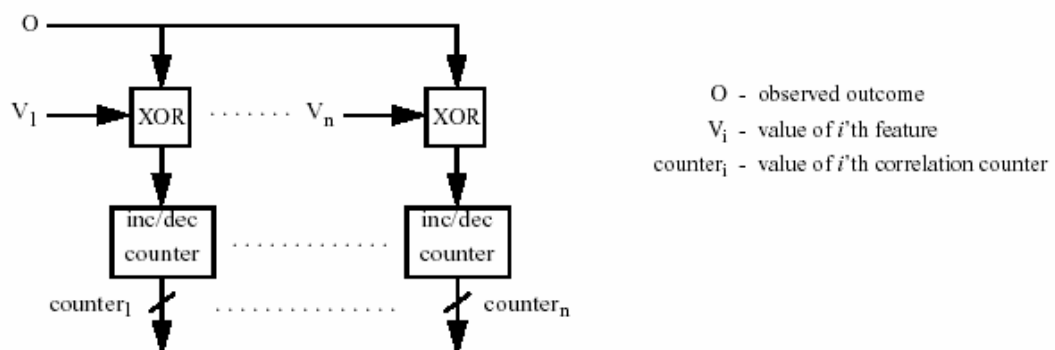 O
V1 XOR ....... Vn XOR
inc/dec counter ............. inc/dec counter
counter1 ............... countern
O - observed outcome
Vi - value of i'th feature
counteri - value of i'th correlation counter